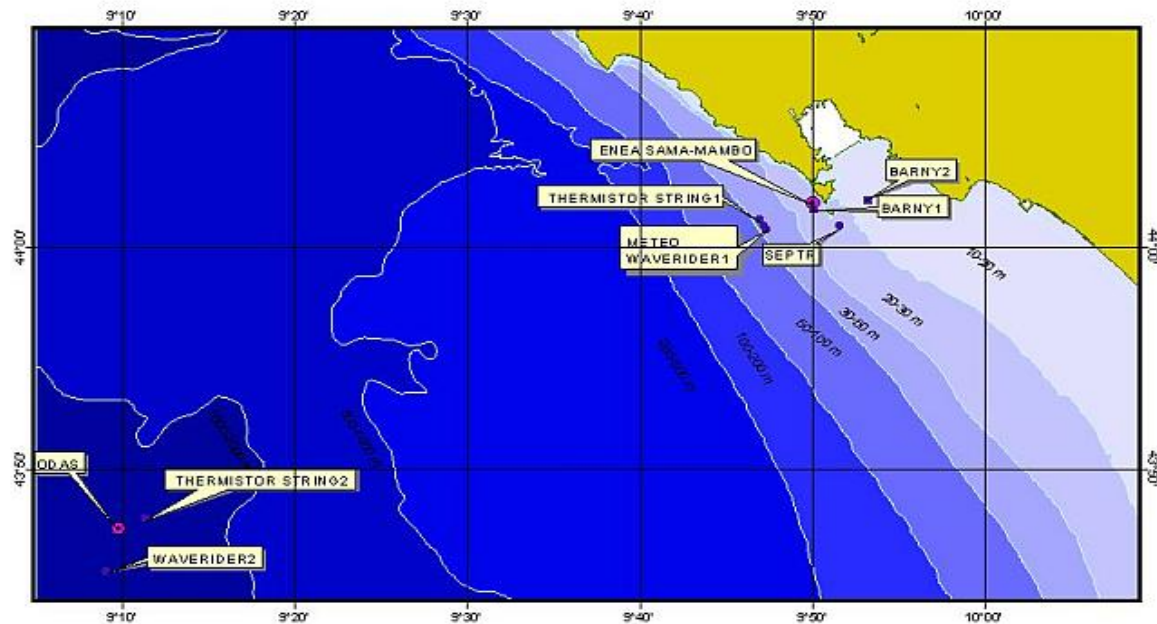 9°10' 9°20' 9°30' 9°40' 9°50' 10°00'
ENEA SAMA-MAMBO
BARNY2
THERMISTOR STRING1
BARNY1
METEO
WAVERIDER1
SEPTR
44°00' 44°00'
10-20 m
20-30 m
30-50 m
50-100 m
100-200 m
ODAS
43°50' 43°50'
THERMISTOR STRING2
WAVERIDER2
9°10' 9°20' 9°30' 9°40' 9°50' 10°00'